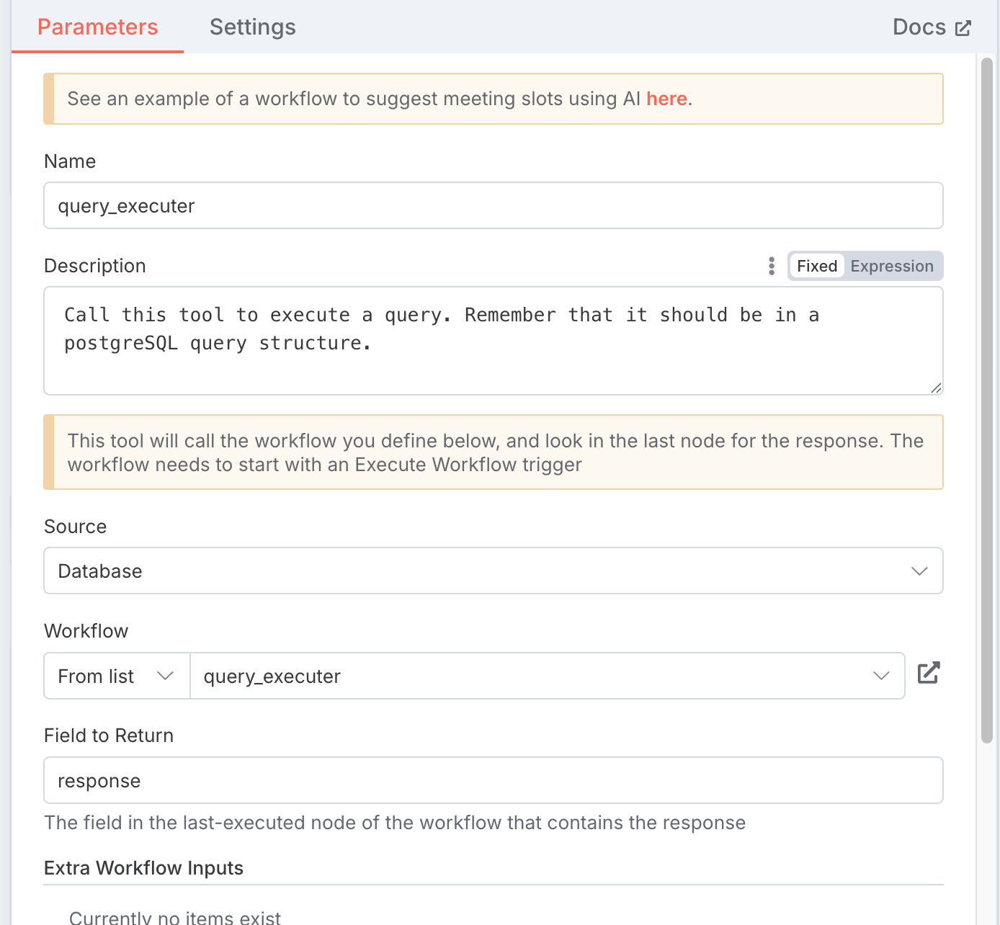 Parameters
Settings
Docs
See an example of a workflow to suggest meeting slots using AI here.
Name
query_executer
Description
Fixed
Expression
Call this tool to execute a query. Remember that it should be in a
postgreSQL query structure.
This tool will call the workflow you define below, and look in the last node for the response. The
workflow needs to start with an Execute Workflow trigger
Source
Database
Workflow
From list
query_executer
Field to Return
response
The field in the last-executed node of the workflow that contains the response
Extra Workflow Inputs
Currently no items exist